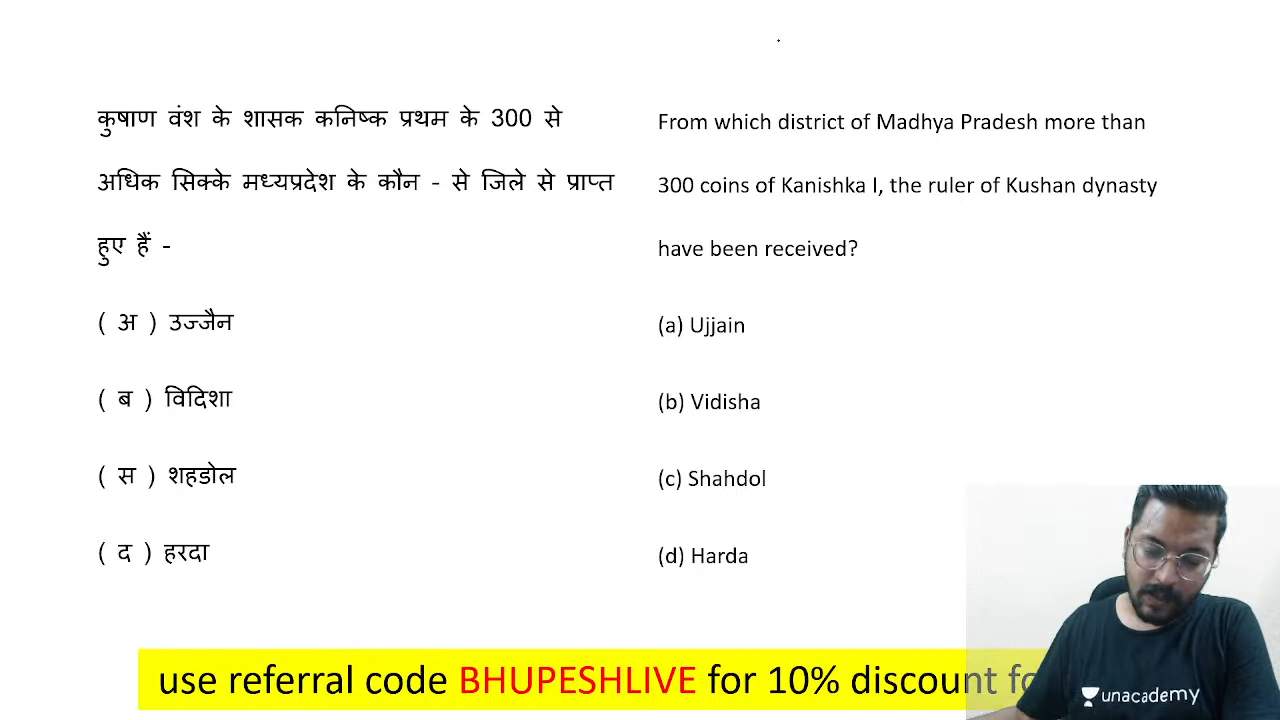 कुषाण वंश के शासक कनिष्क प्रथम के 300 से
अधिक सिक्के मध्यप्रदेश के कौन - से जिले से प्राप्त
हुए हैं -
( अ ) उज्जैन
( ब ) विदिशा
( स ) शहडोल
( द ) हरदा
From which district of Madhya Pradesh more than
300 coins of Kanishka I, the ruler of Kushan dynasty
have been received?
(a) Ujjain
(b) Vidisha
(c) Shahdol
(d) Harda
use referral code BHUPESHLIVE for 10% discount
unacademy